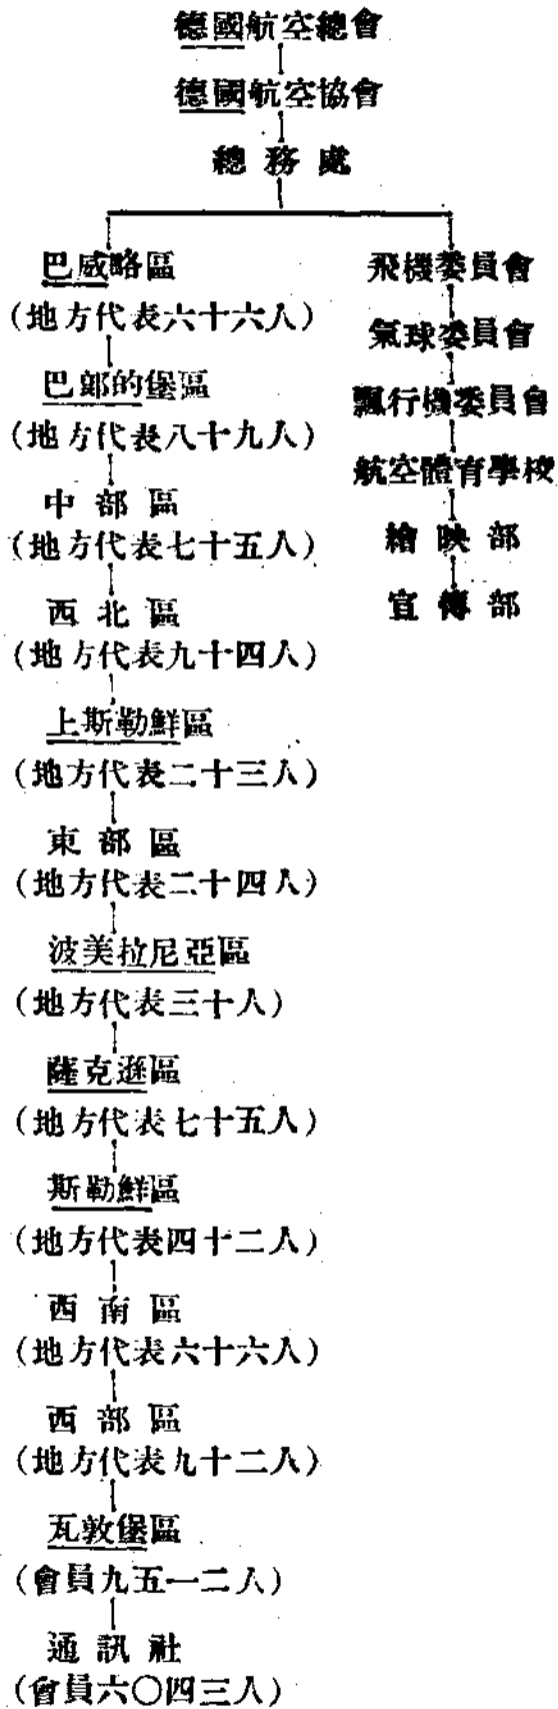 德國航空總會
德國航空協會
總務處
巴威略區
(地方代表六十六人)
巴鄭的堡區
(地方代表八十九人)
中部區
(地方代表七十五人)
西北區
(地方代表九十四人)
上斯勒鮮區
(地方代表二十三人)
東部區
(地方代表二十四人)
波美拉尼亞區
(地方代表三十人)
薩克遜區
(地方代表七十五人)
斯勒鮮區
(地方代表四十二人)
西南區
(地方代表六十六人)
西部區
(地方代表九十二人)
瓦敦堡區
(會員九五一二人)
通訊社
(會員六〇四三人)
飛機委員會
氣球委員會
飄行機委員會
航空體育學校
繪映部
宣傳部